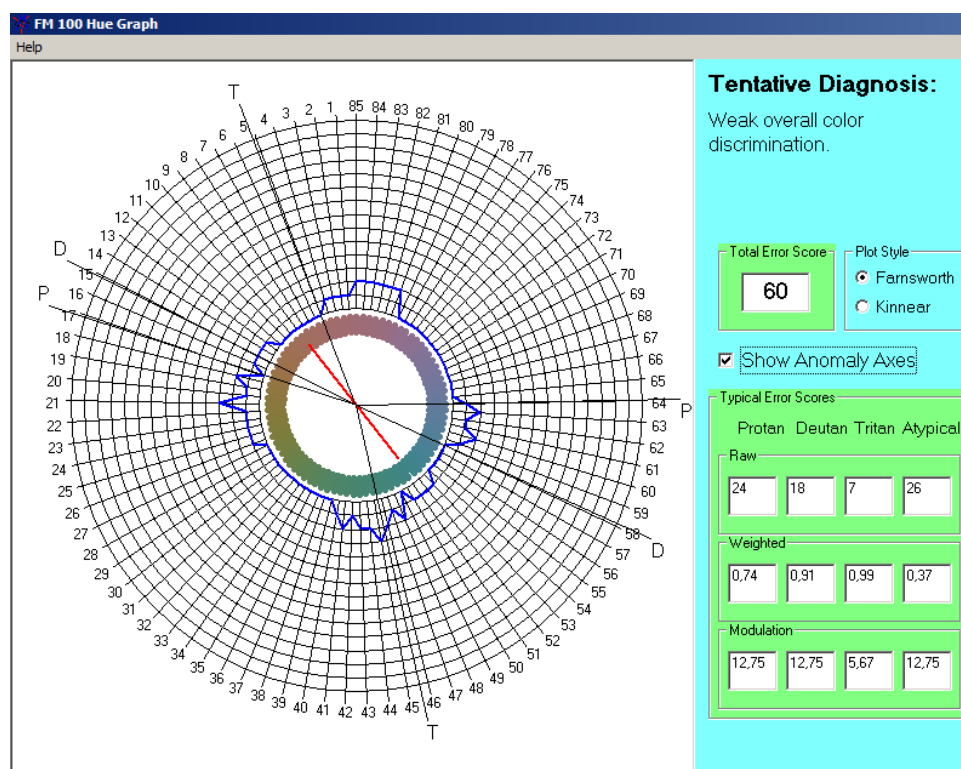 FM 100 Hue Graph
Help
T
85 84 83 82 81 80 79 78 77 76 75 74 73 72 71 70 69 68 67 66 65 64 63 62 61 60 59 58 57 56 55 54 53 52 51 50 49 48 47 46 45 44 43 42 41 40 39 38 37 36 35 34 33 32 31 30 29 28 27 26 25 24 23 22 21 20 19 18 17 16 15 14 13 12 11 10 9 8 7 6 5 4 3 2 1
D
P
P
D
T
Tentative Diagnosis:
Weak overall color
discrimination.
Total Error Score
60
Plot Style
Farnsworth
Kinnear
Show Anomaly Axes
Typical Error Scores
Protan Deutan Tritan Atypical
Raw
24 18 7 26
Weighted
0,74 0,91 0,99 0,37
Modulation
12,75 12,75 5,67 12,75